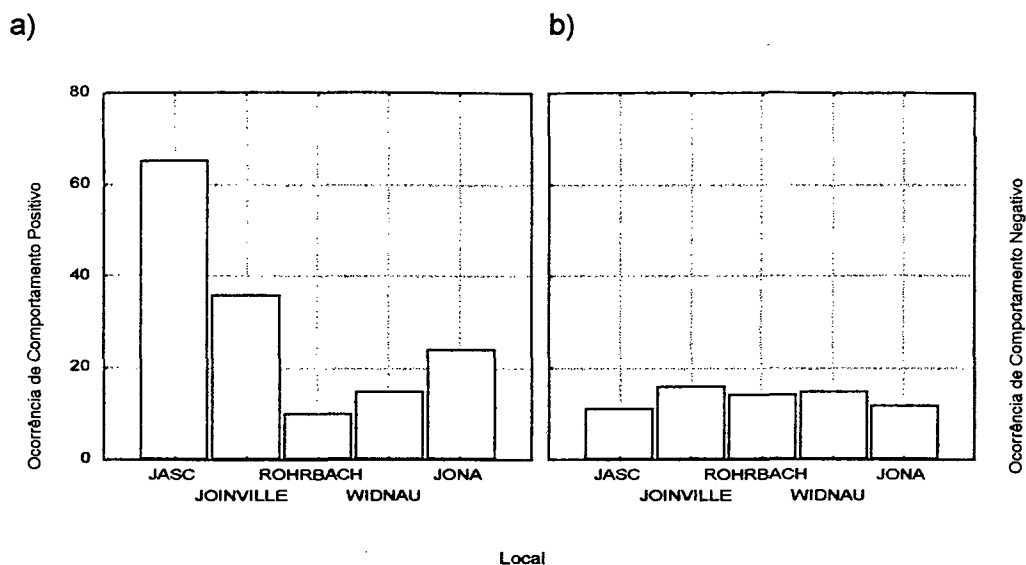 a)
b)
Ocorrência de Comportamento Positivo
80
60
40
20
0
JASC
ROHRBACH
JONA
JOINVILLE
WIDNAU
JASC
ROHRBACH
JONA
JOINVILLE
WIDNAU
Ocorrência de Comportamento Negativo
Local